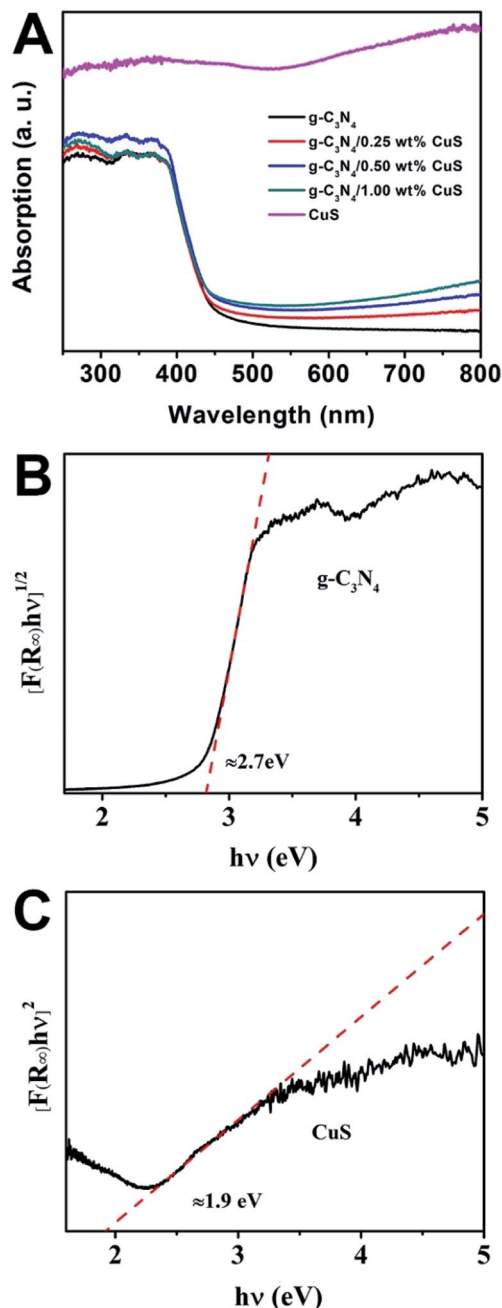 A
Absorption (a. u.)
g-C₃N₄
g-C₃N₄/0.25 wt% CuS
g-C₃N₄/0.50 wt% CuS
g-C₃N₄/1.00 wt% CuS
CuS
300 400 500 600 700 800
Wavelength (nm)
B
[F(R∞)hν]^1/2
g-C₃N₄
≈2.7eV
2 3 4 5
hν (eV)
C
[F(R∞)hν]²
CuS
≈1.9 eV
2 3 4 5
hν (eV)